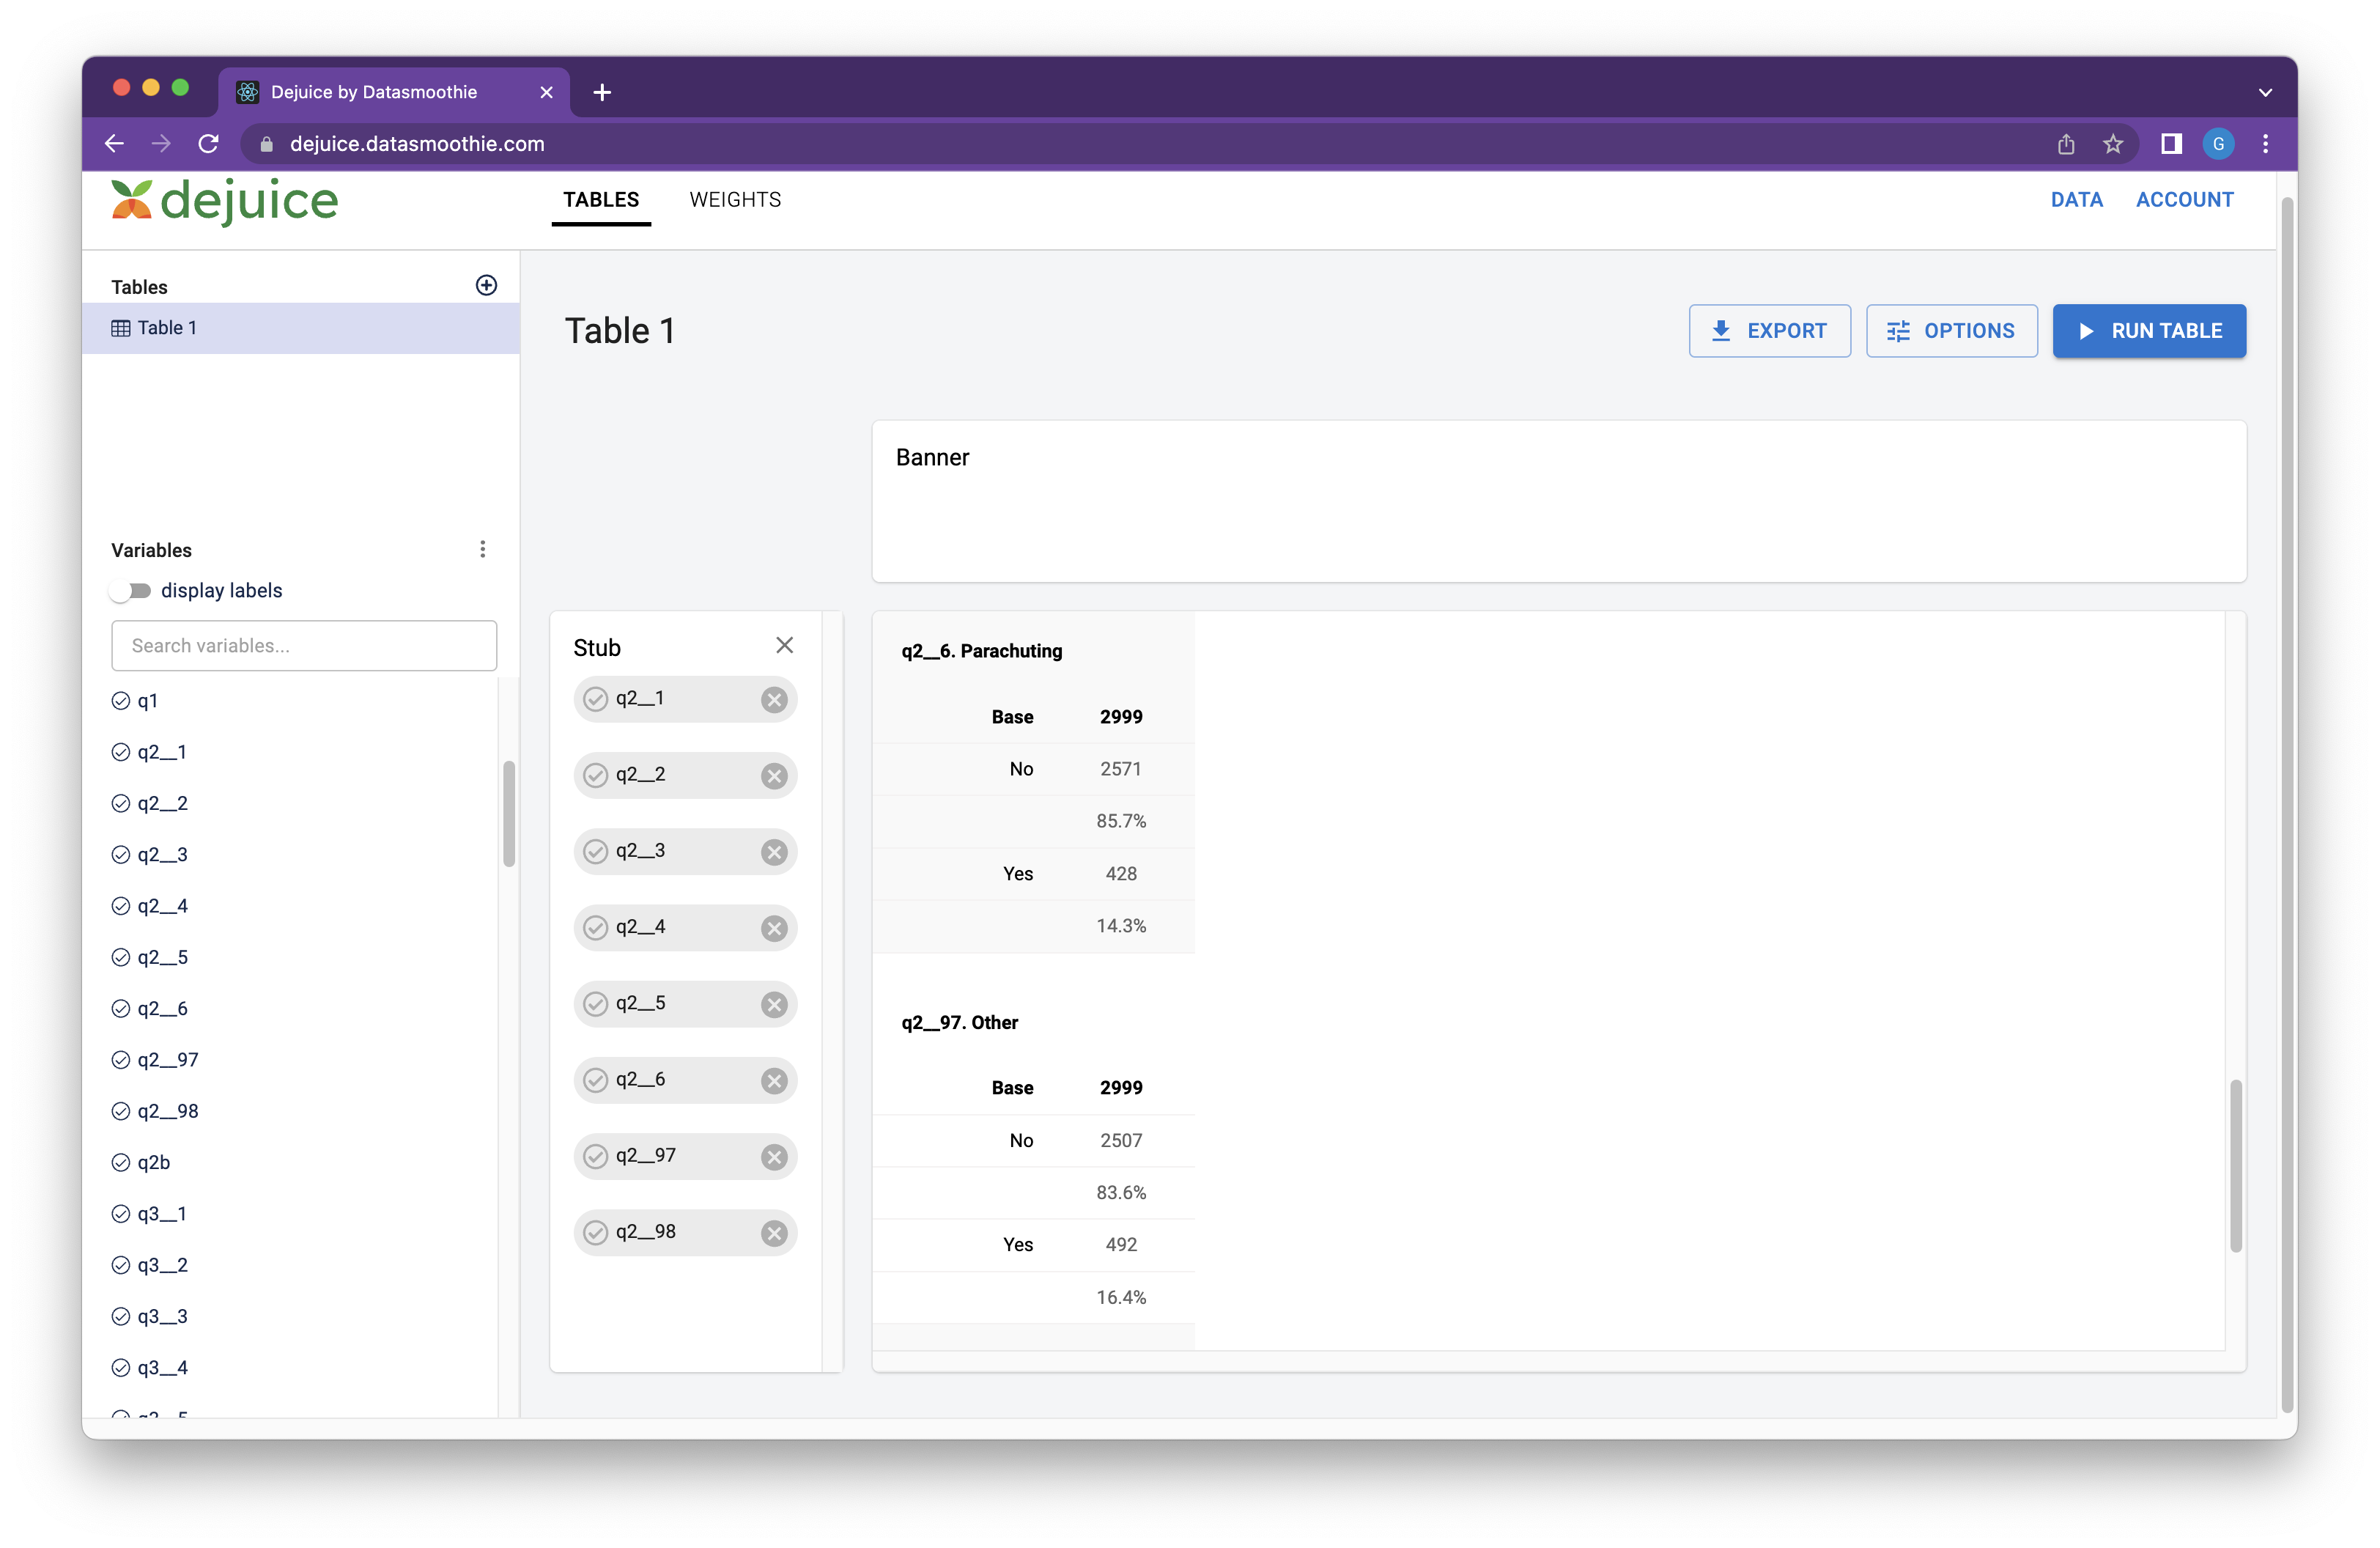 Dejuice by Datasmoothie
dejuice.datasmoothie.com
G
dejuice
TABLES
WEIGHTS
DATA
ACCOUNT
Tables
Table 1
Table 1
EXPORT
OPTIONS
RUN TABLE
Banner
Variables
display labels
Search variables...
q1
q2__1
q2__2
q2__3
q2__4
q2__5
q2__6
q2__97
q2__98
q2b
q3__1
q3__2
q3__3
q3__4
Stub
q2__1
q2__2
q2__3
q2__4
q2__5
q2__6
q2__97
q2__98
q2__6. Parachuting
Base 2999
No 2571
85.7%
Yes 428
14.3%
q2__97. Other
Base 2999
No 2507
83.6%
Yes 492
16.4%